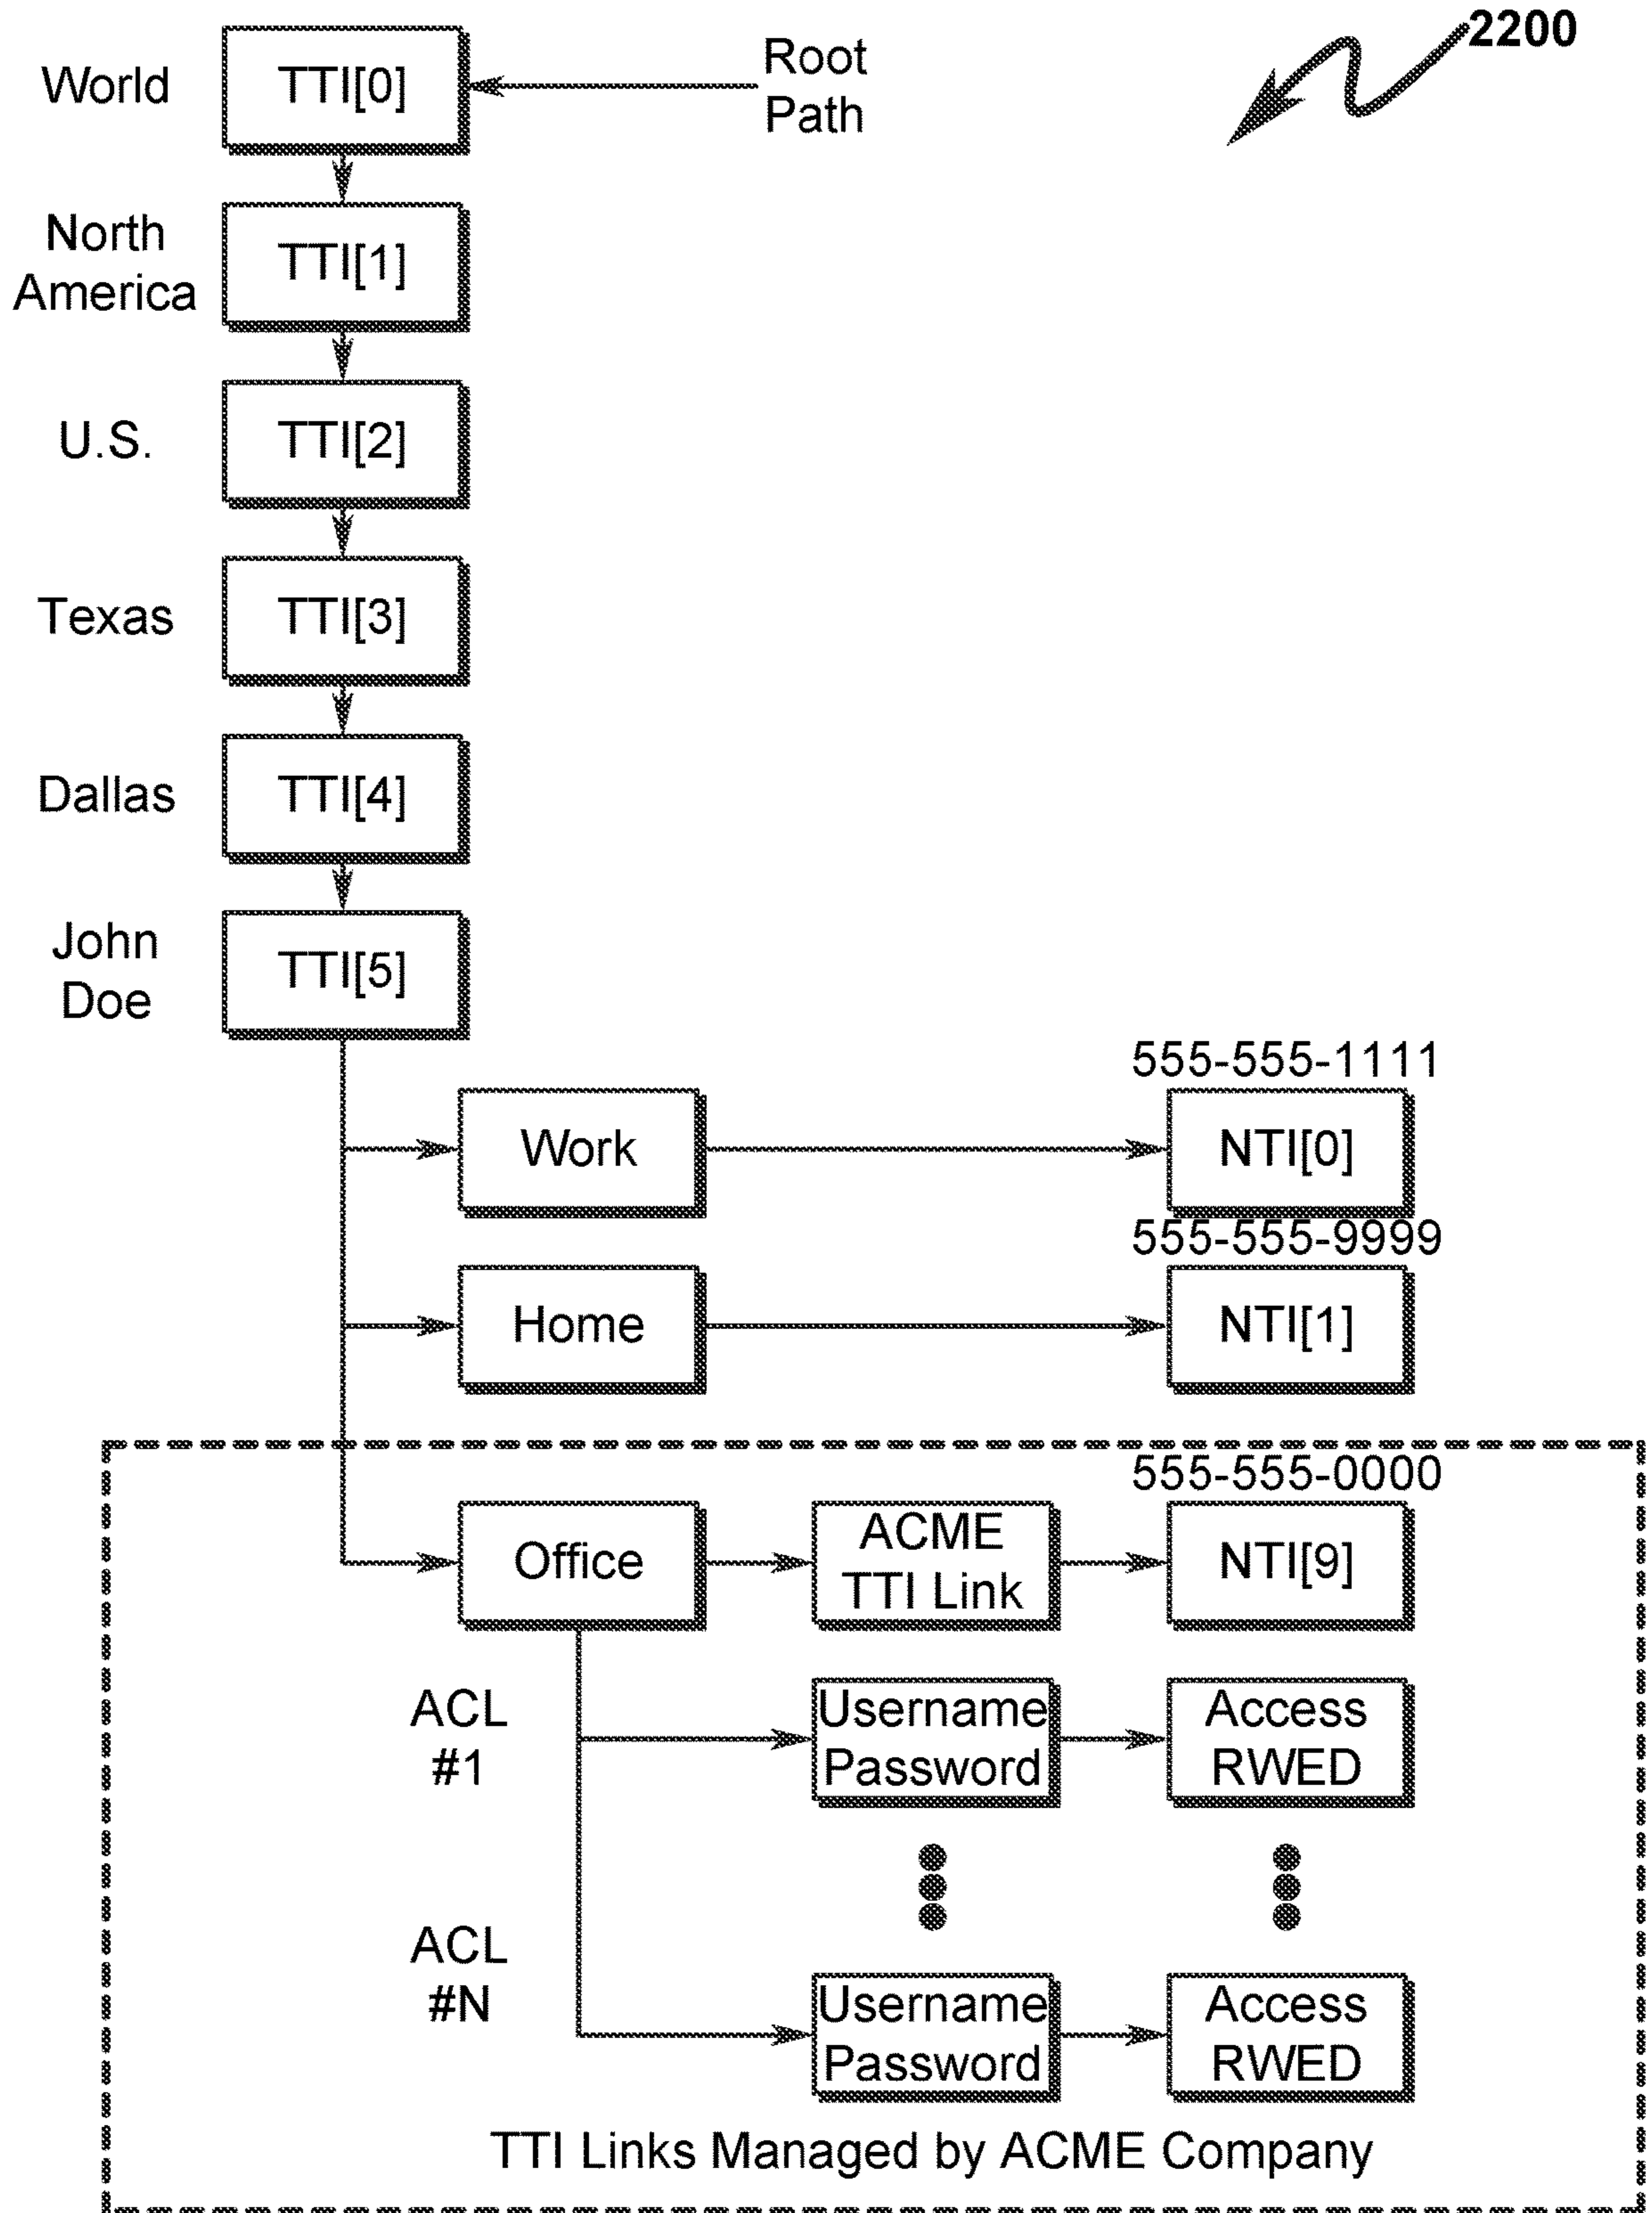 2200
World
TTI[0]
Root
Path
North
America
TTI[1]
U.S.
TTI[2]
Texas
TTI[3]
Dallas
TTI[4]
John
Doe
TTI[5]
555-555-1111
Work
NTI[0]
555-555-9999
Home
NTI[1]
555-555-0000
Office
ACME
TTI Link
NTI[9]
ACL
#1
Username
Password
Access
RWED
ACL
#N
Username
Password
Access
RWED
TTI Links Managed by ACME Company